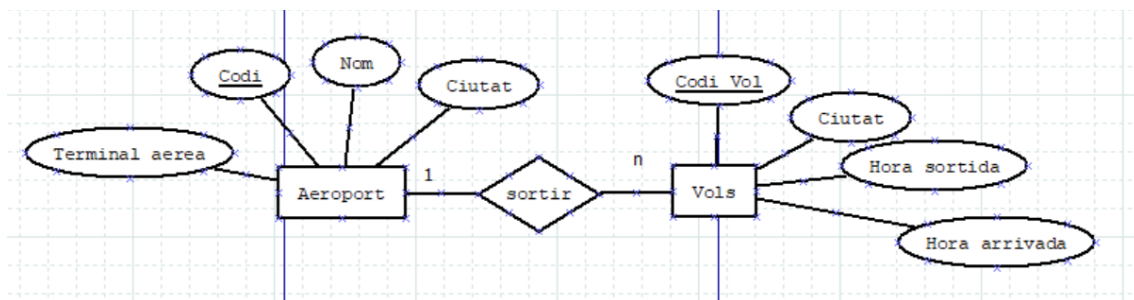 Codi
Nom
Ciutat
Terminal aerea
Aeroport
1
sortir
n
Codi Vol
Ciutat
Hora sortida
Vols
Hora arrivada